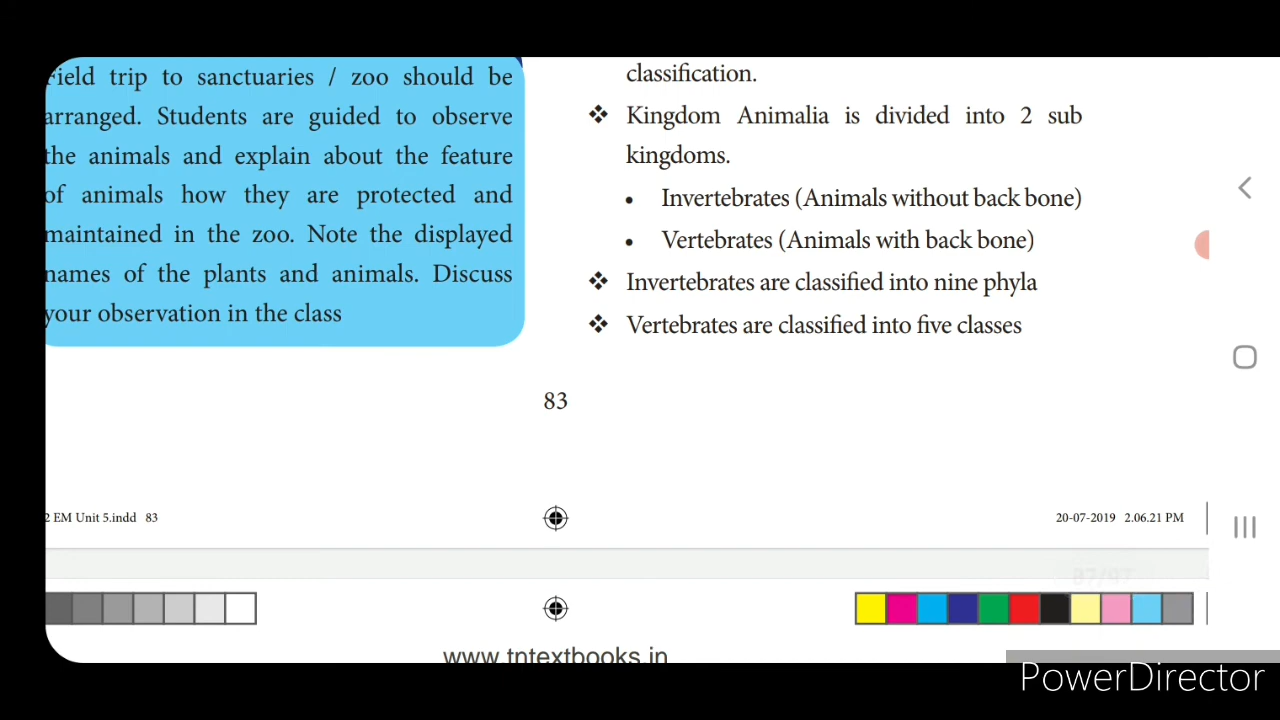 Field trip to sanctuaries / zoo should be
arranged. Students are guided to observe
the animals and explain about the feature
of animals how they are protected and
maintained in the zoo. Note the displayed
names of the plants and animals. Discuss
your observation in the class
classification.
❖ Kingdom Animalia is divided into 2 sub
kingdoms.
• Invertebrates (Animals without back bone)
• Vertebrates (Animals with back bone)
❖ Invertebrates are classified into nine phyla
❖ Vertebrates are classified into five classes
83
2 EM Unit 5.indd 83
20-07-2019 2.06.21 PM
87/97
www.tntextbooks.in
PowerDirector